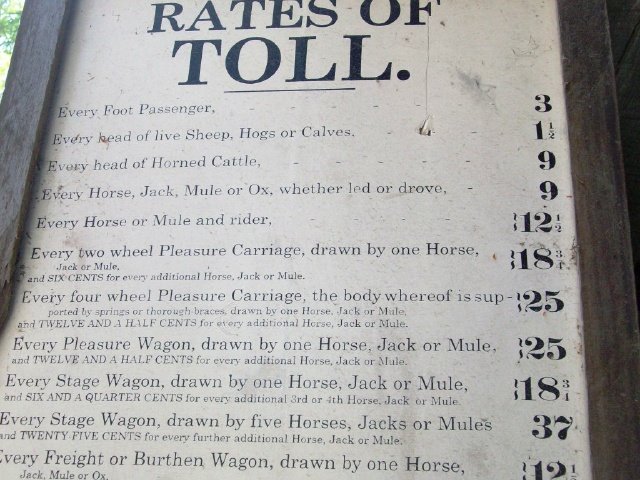 RATES OF
TOLL.
Every Foot Passenger, - - - - - 3
Every head of live Sheep, Hogs or Calves, - - - 1½
Every head of Horned Cattle, - - - - - 9
Every Horse, Jack, Mule or Ox, whether led or drove, - 9
Every Horse or Mule and rider, - - - - - 12½
Every two wheel Pleasure Carriage, drawn by one Horse, 18¾
Jack or Mule,
and SIX CENTS for every additional Horse, Jack or Mule.
Every four wheel Pleasure Carriage, the body whereof is sup- 25
ported by springs or thorough-braces, drawn by one Horse, Jack or Mule,
and TWELVE AND A HALF CENTS for every additional Horse, Jack or Mule.
Every Pleasure Wagon, drawn by one Horse, Jack or Mule, 25
and TWELVE AND A HALF CENTS for every additional Horse, Jack or Mule.
Every Stage Wagon, drawn by one Horse, Jack or Mule, 18¾
and SIX AND A QUARTER CENTS for every additional 3rd or 4th Horse, Jack or Mule.
Every Stage Wagon, drawn by five Horses, Jacks or Mules 37
and TWENTY FIVE CENTS for every further additional Horse, Jack or Mule.
Every Freight or Burthen Wagon, drawn by one Horse, 12½
Jack, Mule or Ox,